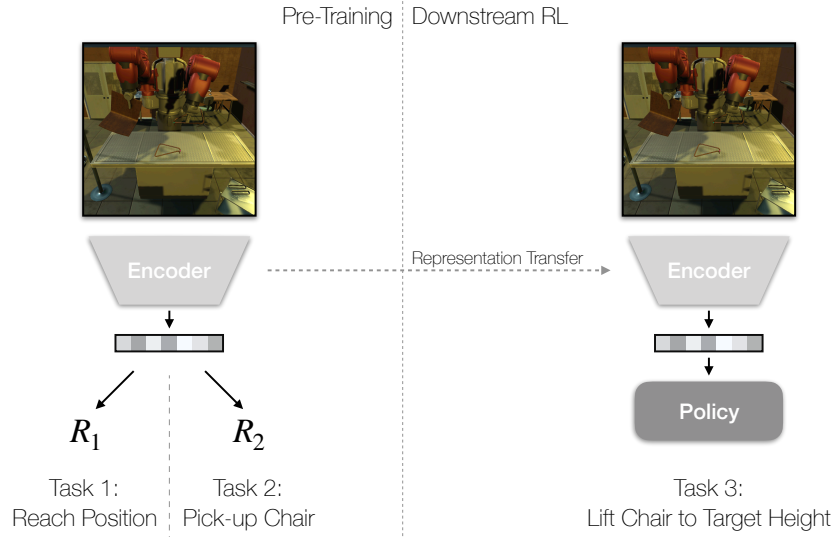 Pre-Training
Downstream RL
Encoder
Representation Transfer
Encoder
Policy
R1
R2
Task 1:
Reach Position
Task 2:
Pick-up Chair
Task 3:
Lift Chair to Target Height